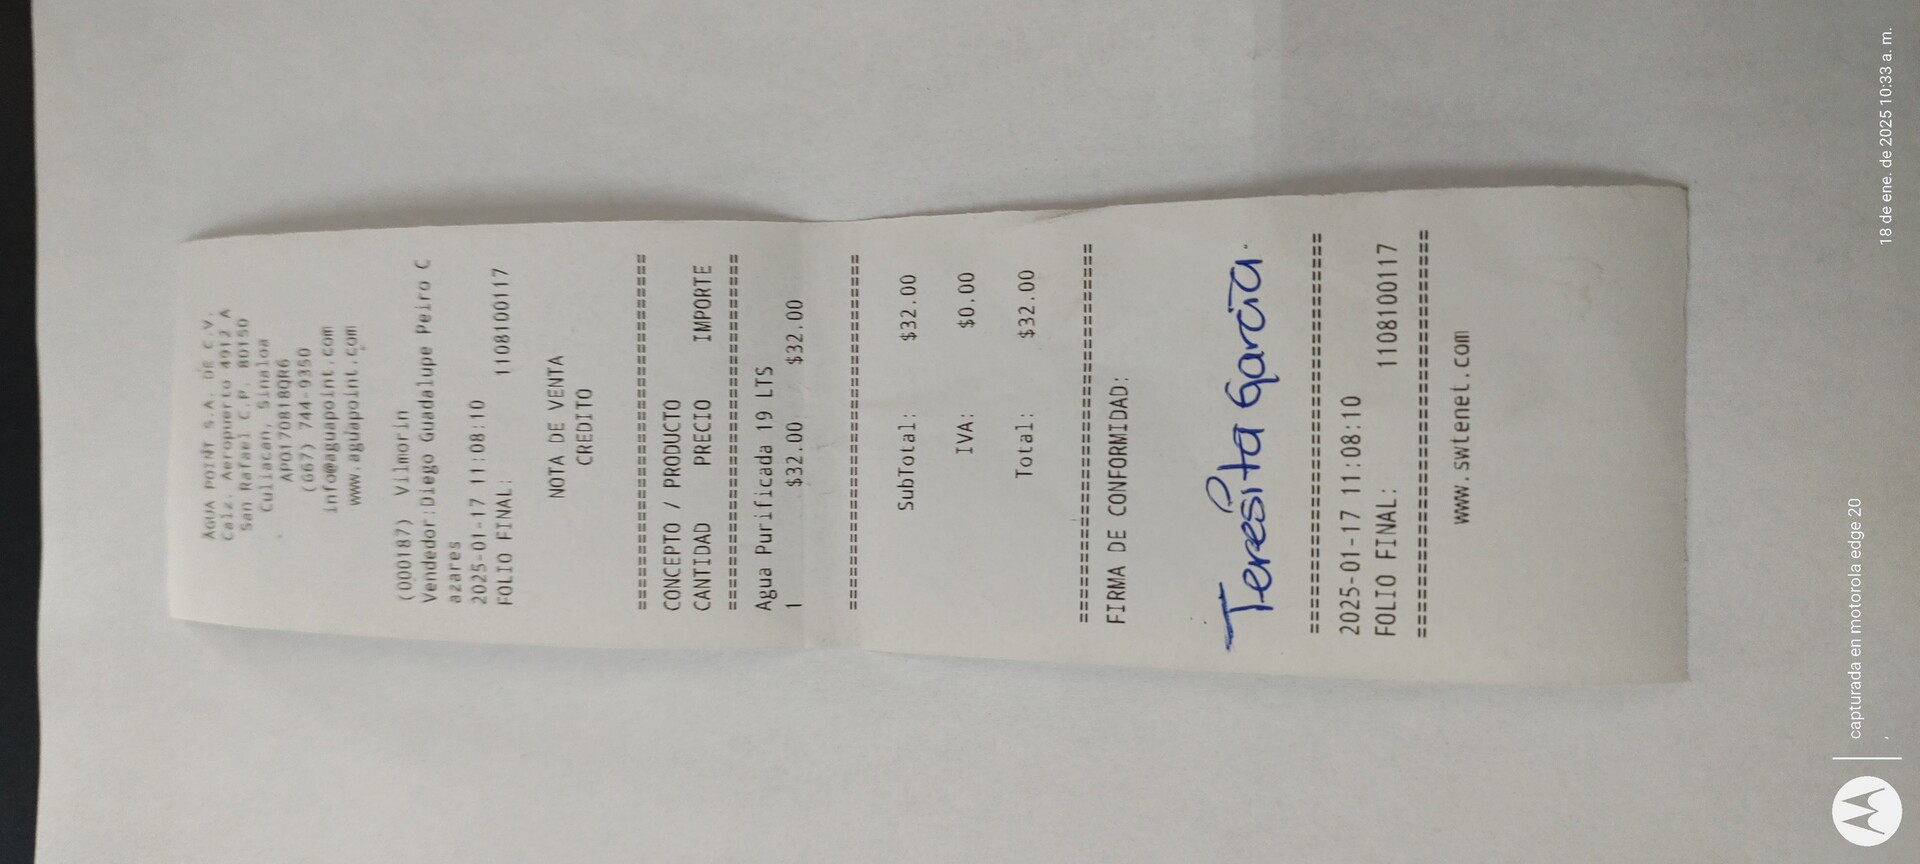 AGUA POINT S.A. DE C.V.
Calz. Aeropuerto 4912 A
San Rafael C.P. 80150
Culiacan, Sinaloa
APO170818QR6
(667) 744-9350
info@aguapoint.com
www.aguapoint.com
(000187) Vilmorin
Vendedor:Diego Guadalupe Peiro C
azares
2025-01-17 11:08:10
FOLIO FINAL: 1108100117
NOTA DE VENTA
CREDITO
================================
CONCEPTO / PRODUCTO
CANTIDAD PRECIO IMPORTE
================================
Agua Purificada 19 LTS
1 $32.00 $32.00
================================
SubTotal: $32.00
IVA: $0.00
Total: $32.00
================================
FIRMA DE CONFORMIDAD:
Teresita García.
================================
2025-01-17 11:08:10
FOLIO FINAL: 1108100117
================================
www.swtenet.com
capturada en motorola edge 20
18 de ene. de 2025 10:33 a. m.